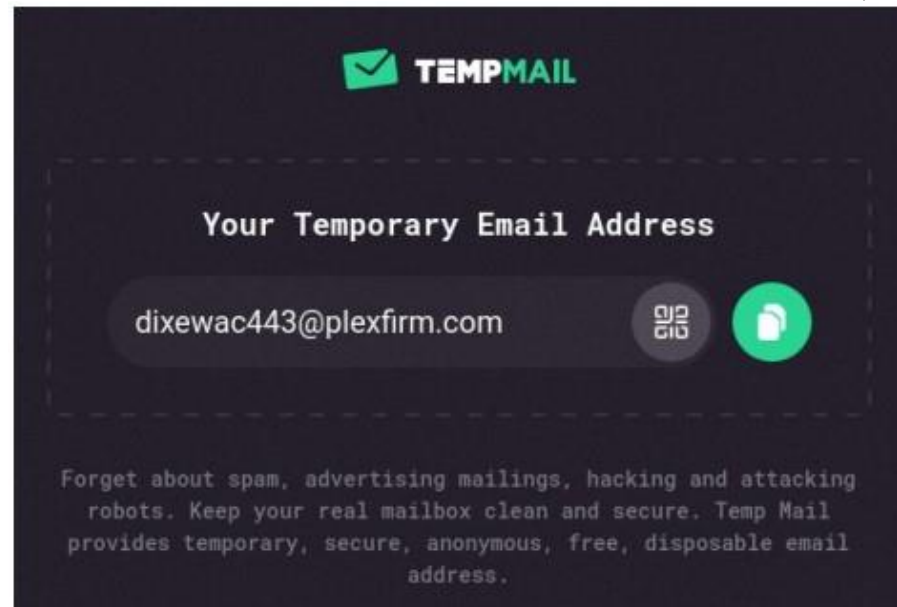 TEMPMAIL
Your Temporary Email Address
dixewac443@plexfirm.com
Forget about spam, advertising mailings, hacking and attacking
robots. Keep your real mailbox clean and secure. Temp Mail
provides temporary, secure, anonymous, free, disposable email
address.